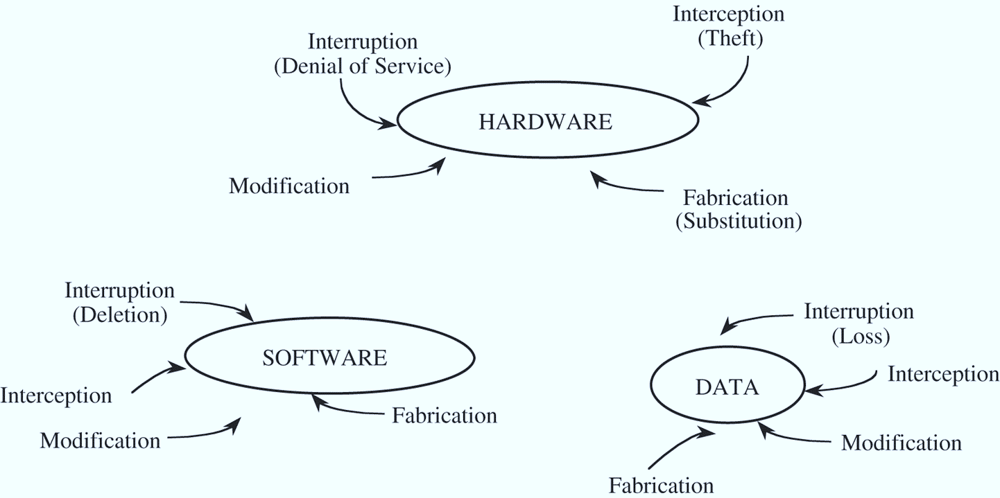 Interception
(Theft)
Interruption
(Denial of Service)
HARDWARE
Modification
Fabrication
(Substitution)
Interruption
(Deletion)
SOFTWARE
Interception
Modification
Fabrication
Interruption
(Loss)
Interception
DATA
Modification
Fabrication